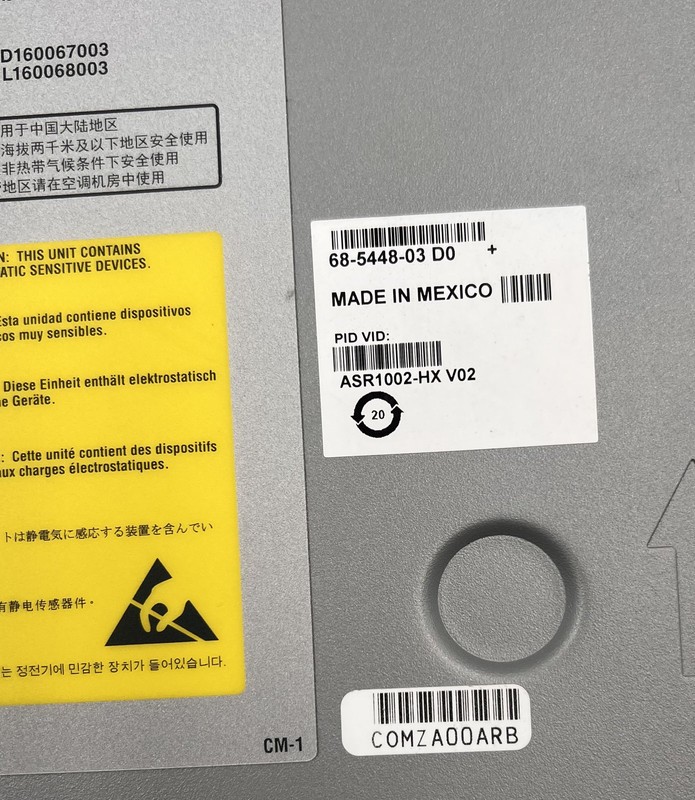 D160067003
L160068003
用于中国大陆地区
海拔两千米及以下地区安全使用
非热带气候条件下安全使用
地区请在空调机房中使用
N: THIS UNIT CONTAINS
ATIC SENSITIVE DEVICES.
Esta unidad contiene dispositivos
cos muy sensibles.
Diese Einheit enthält elektrostatisch
he Geräte.
: Cette unité contient des dispositifs
aux charges électrostatiques.
トは静電気に感応する装置を含んでい
有静电传感器件。
는 정전기에 민감한 장치가 들어있습니다.
CM-1
68-5448-03 D0 +
MADE IN MEXICO
PID VID:
ASR1002-HX V02
20
COMZA00ARB